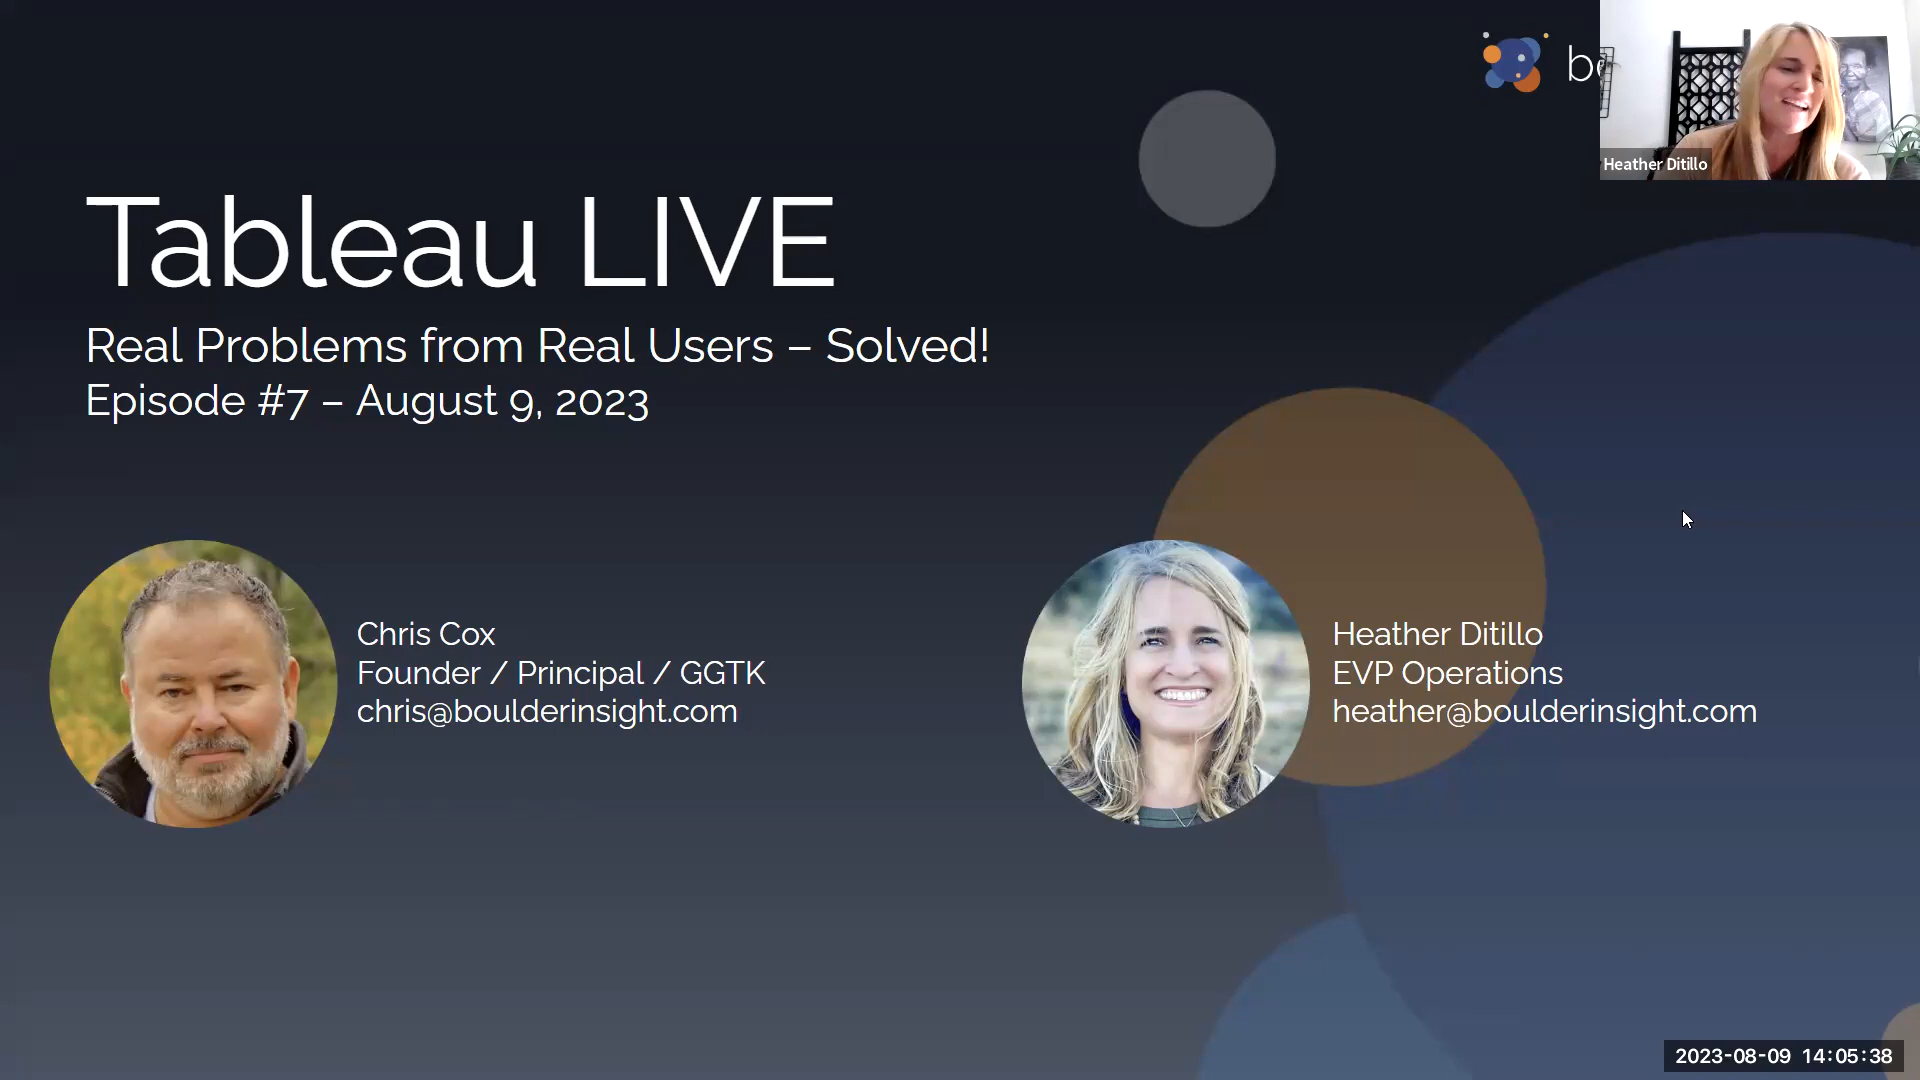 Heather Ditillo
Tableau LIVE
Real Problems from Real Users – Solved!
Episode #7 – August 9, 2023
Chris Cox
Founder / Principal / GGTK
chris@boulderinsight.com
Heather Ditillo
EVP Operations
heather@boulderinsight.com
2023-08-09 14:05:38